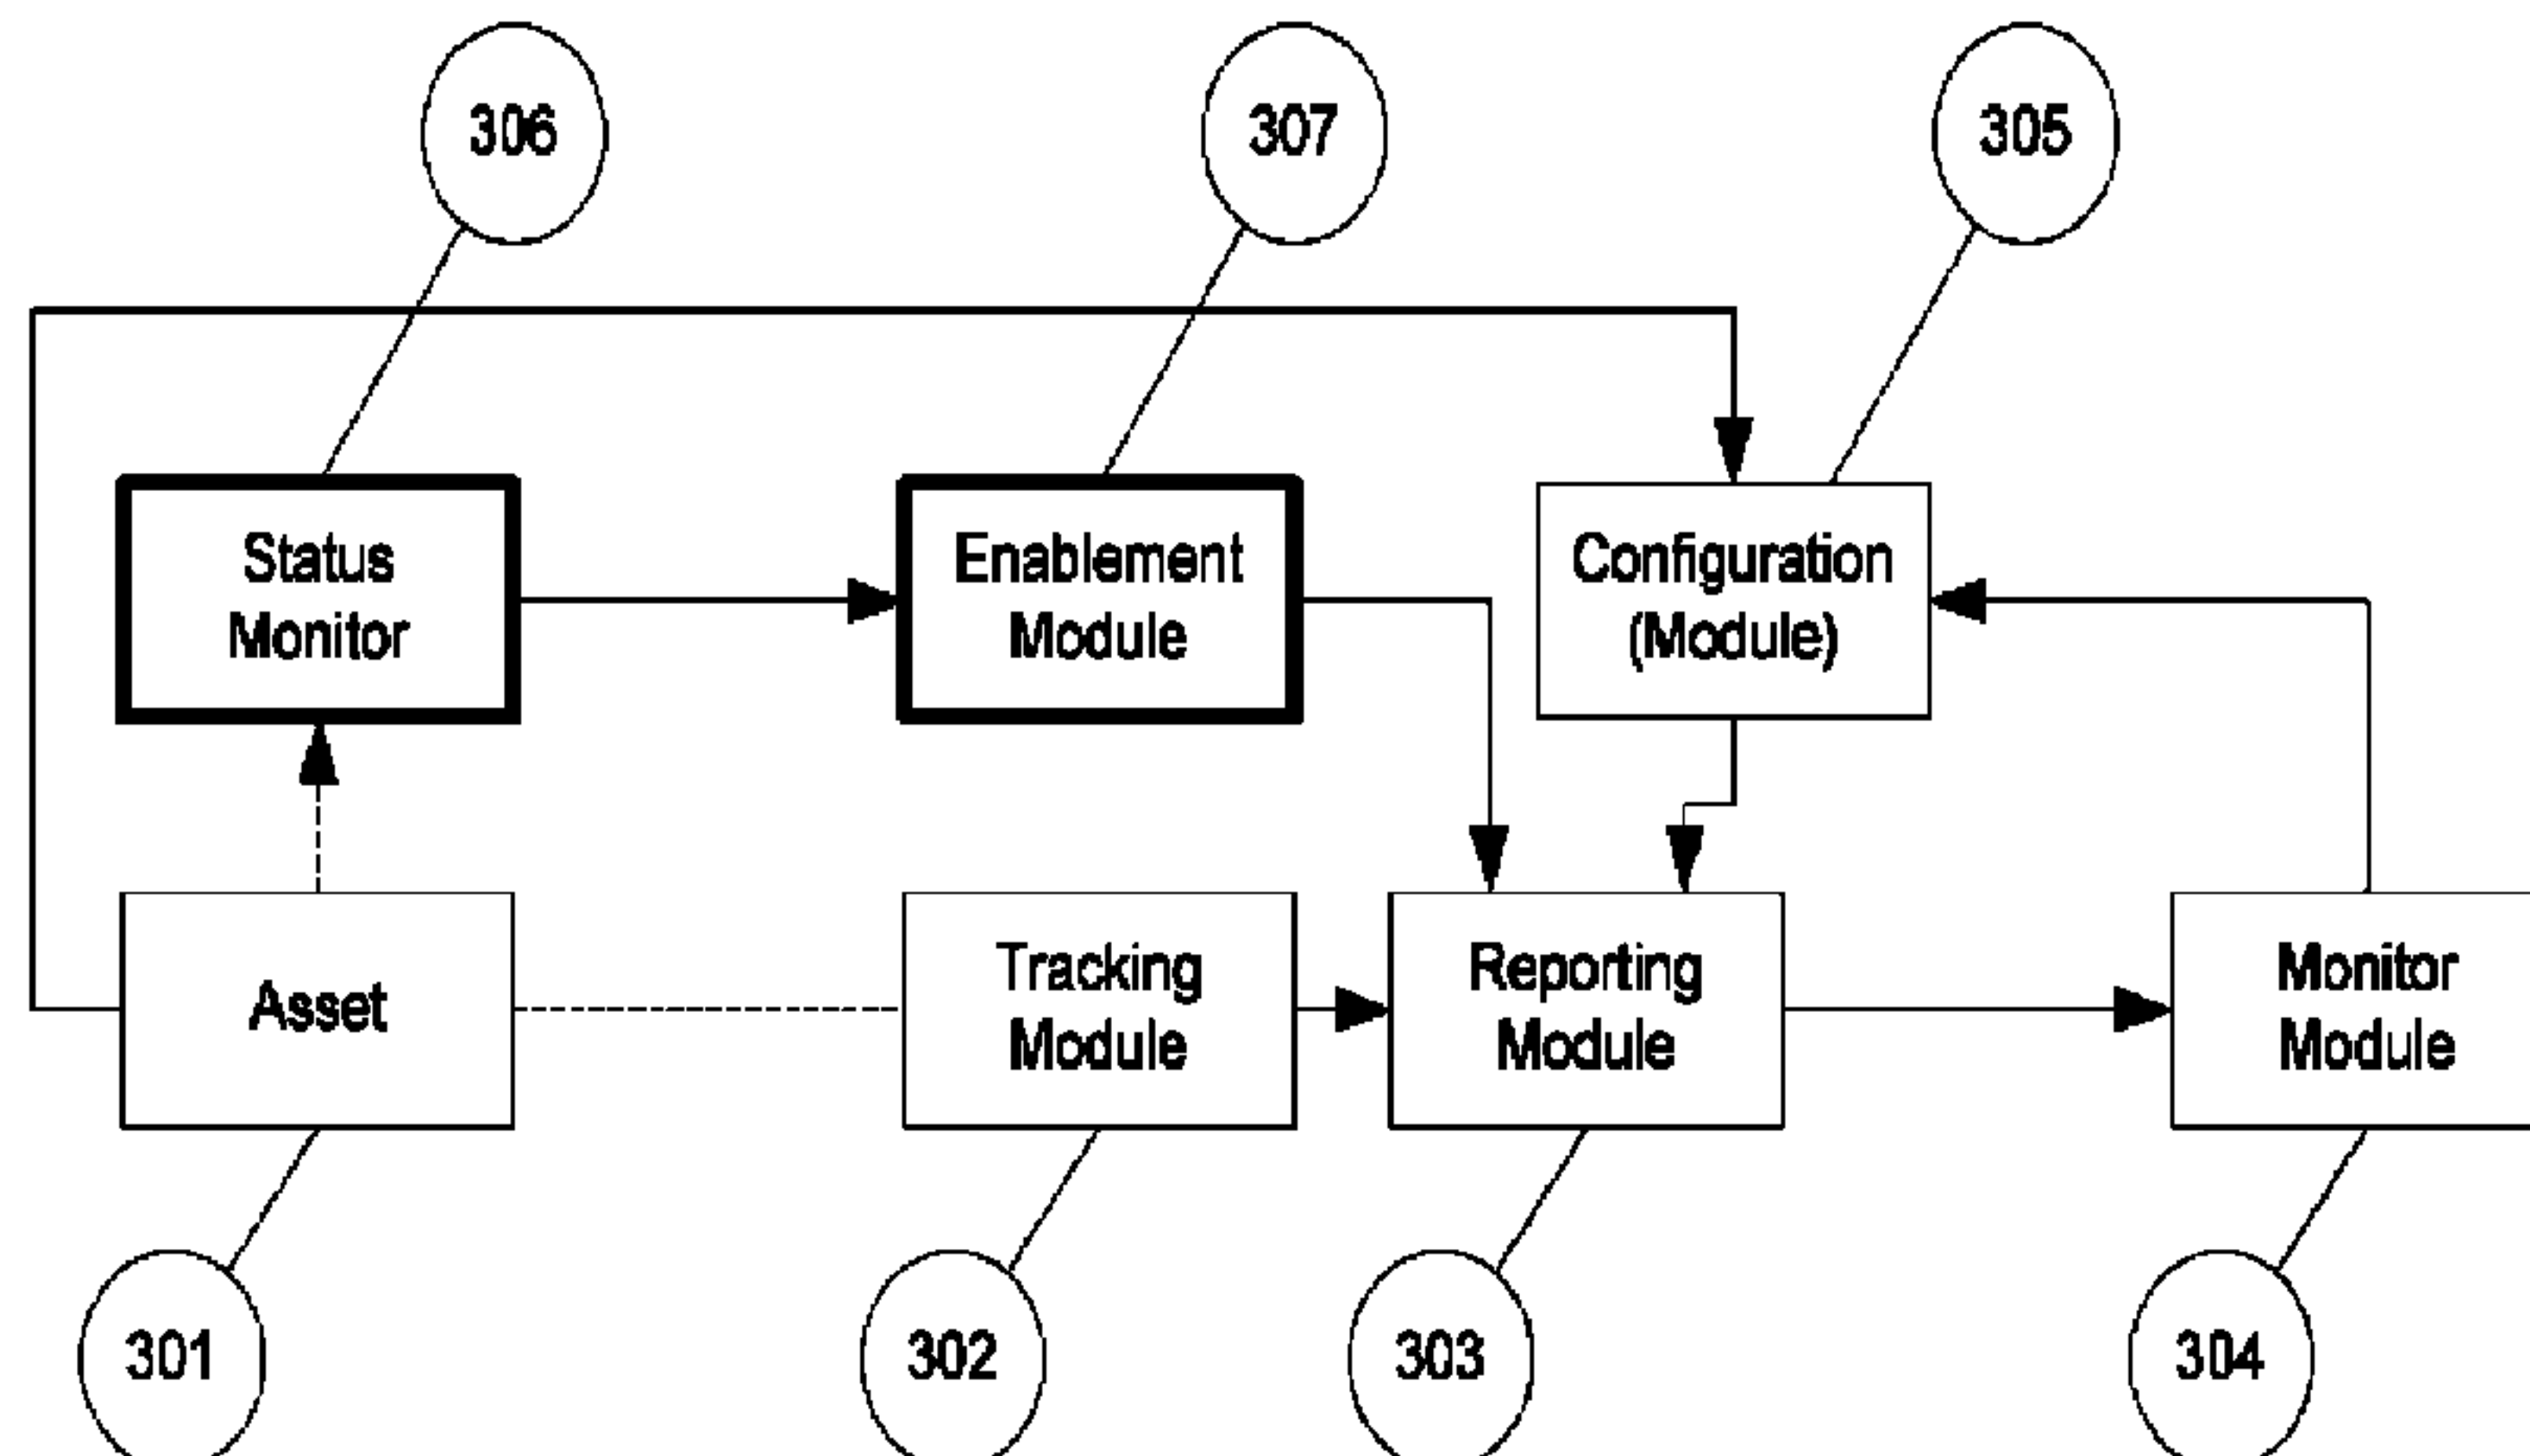 306
307
305
Status
Monitor
Enablement
Module
Configuration
(Module)
Asset
Tracking
Module
Reporting
Module
Monitor
Module
301
302
303
304